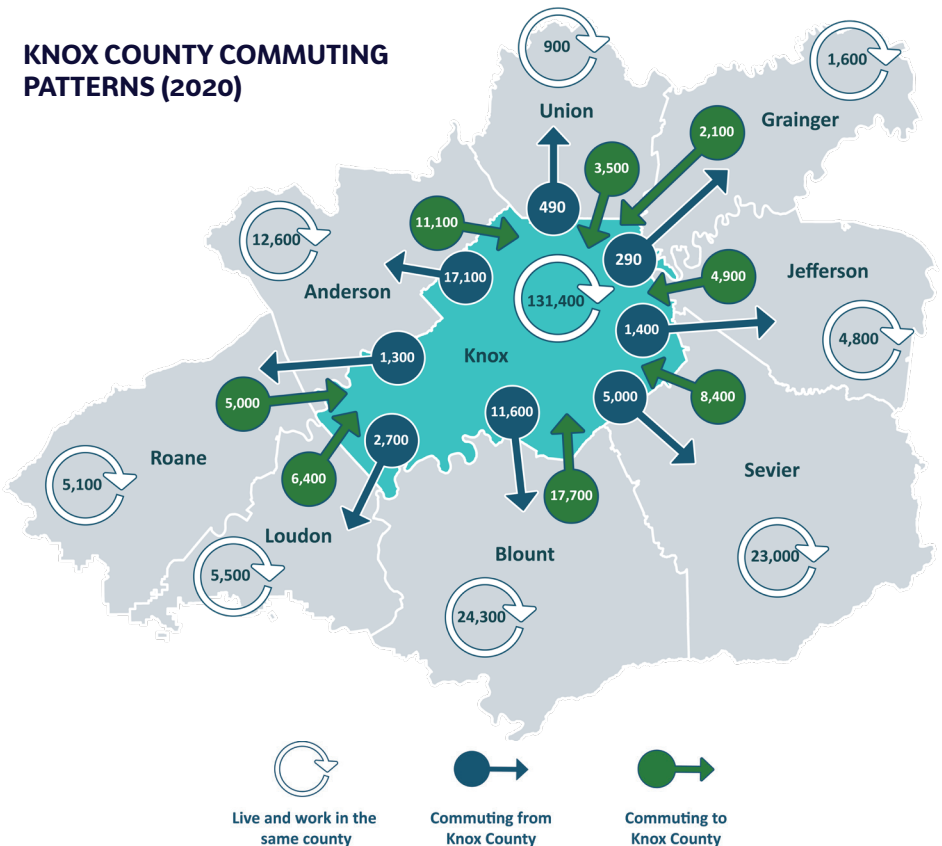 KNOX COUNTY COMMUTING
PATTERNS (2020)
900
1,600
Union
Grainger
2,100
3,500
490
11,100
12,600
290
17,100
4,900
Jefferson
Anderson
131,400
1,400
4,800
Knox
1,300
5,000
5,000
8,400
11,600
2,700
Roane
6,400
Sevier
5,100
17,700
Loudon
Blount
23,000
5,500
24,300
Live and work in the
same county
Commuting from
Knox County
Commuting to
Knox County